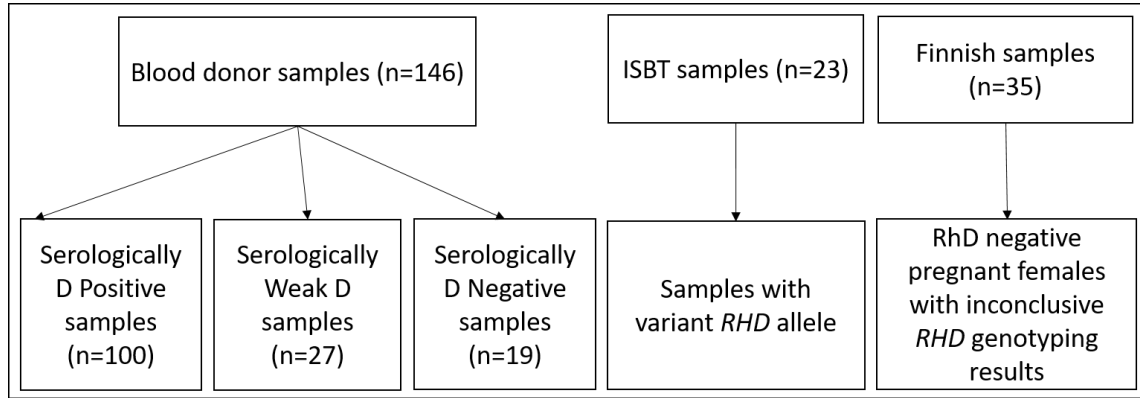 Blood donor samples (n=146)
ISBT samples (n=23)
Finnish samples
(n=35)
Serologically
D Positive
samples
(n=100)
Serologically
Weak D
samples
(n=27)
Serologically
D Negative
samples
(n=19)
Samples with
variant RHD allele
RhD negative
pregnant females
with inconclusive
RHD genotyping
results